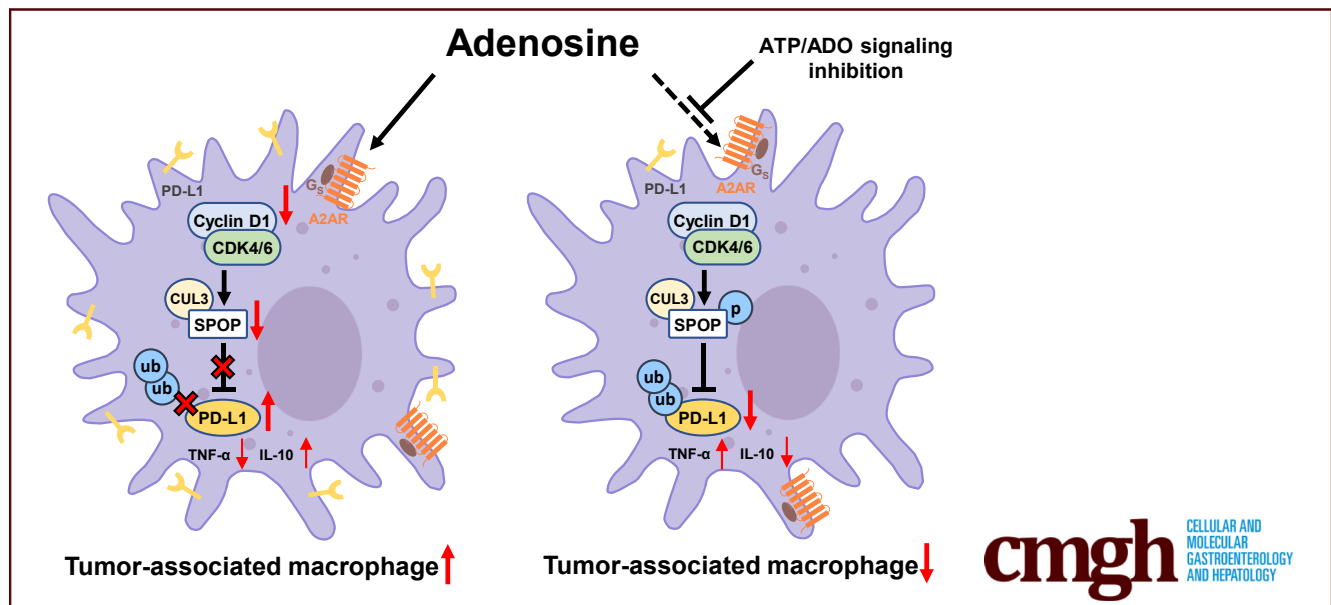 Adenosine
ATP/ADO signaling
inhibition
PD-L1
Gs
A2AR
Cyclin D1
CDK4/6
CUL3
SPOP
ub
ub
PD-L1
TNF-α IL-10
Tumor-associated macrophage
PD-L1
Gs
A2AR
Cyclin D1
CDK4/6
CUL3
SPOP
p
ub
ub
PD-L1
TNF-α IL-10
Tumor-associated macrophage
cmgh
CELLULAR AND
MOLECULAR
GASTROENTEROLOGY
AND HEPATOLOGY